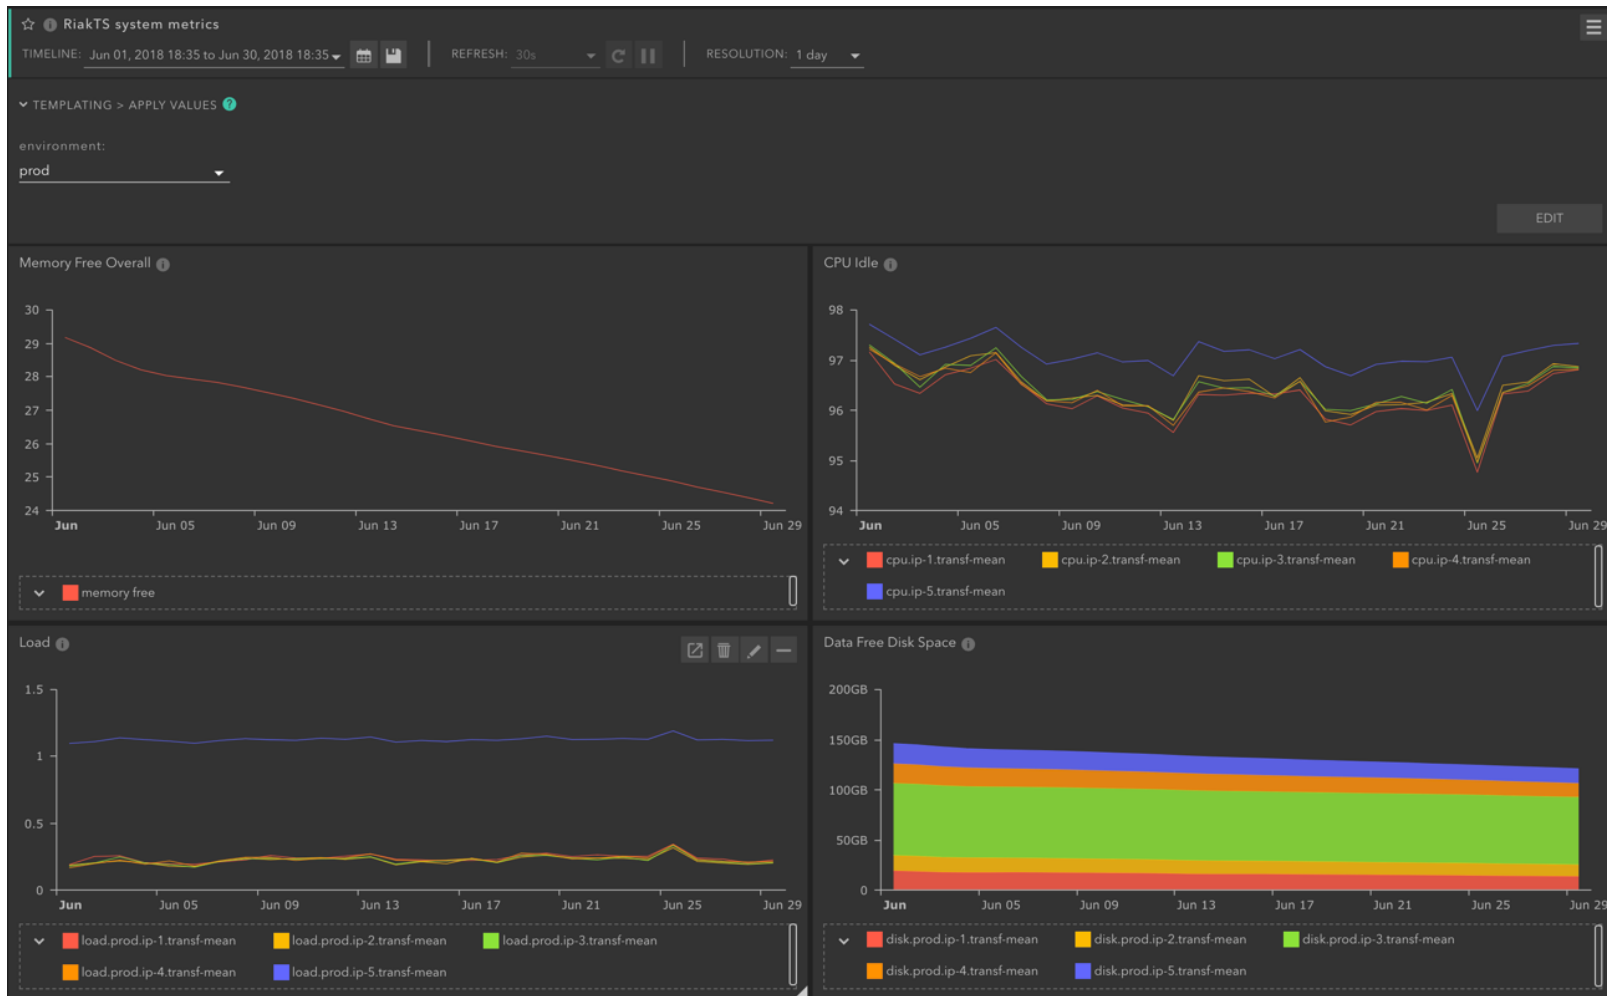 RiakTS system metrics
TIMELINE: Jun 01, 2018 18:35 to Jun 30, 2018 18:35 REFRESH: 30s RESOLUTION: 1 day
TEMPLATING > APPLY VALUES ?
environment:
prod
EDIT
Memory Free Overall
30
29
28
27
26
25
24
Jun Jun 05 Jun 09 Jun 13 Jun 17 Jun 21 Jun 25 Jun 29
memory free
CPU Idle
98
97
96
95
94
Jun Jun 05 Jun 09 Jun 13 Jun 17 Jun 21 Jun 25 Jun 29
cpu.ip-1.transf-mean cpu.ip-2.transf-mean cpu.ip-3.transf-mean cpu.ip-4.transf-mean
cpu.ip-5.transf-mean
Load
1.5
1
0.5
0
Jun Jun 05 Jun 09 Jun 13 Jun 17 Jun 21 Jun 25 Jun 29
load.prod.ip-1.transf-mean load.prod.ip-2.transf-mean load.prod.ip-3.transf-mean
load.prod.ip-4.transf-mean load.prod.ip-5.transf-mean
Data Free Disk Space
200GB
150GB
100GB
50GB
0
Jun Jun 05 Jun 09 Jun 13 Jun 17 Jun 21 Jun 25 Jun 29
disk.prod.ip-1.transf-mean disk.prod.ip-2.transf-mean disk.prod.ip-3.transf-mean
disk.prod.ip-4.transf-mean disk.prod.ip-5.transf-mean